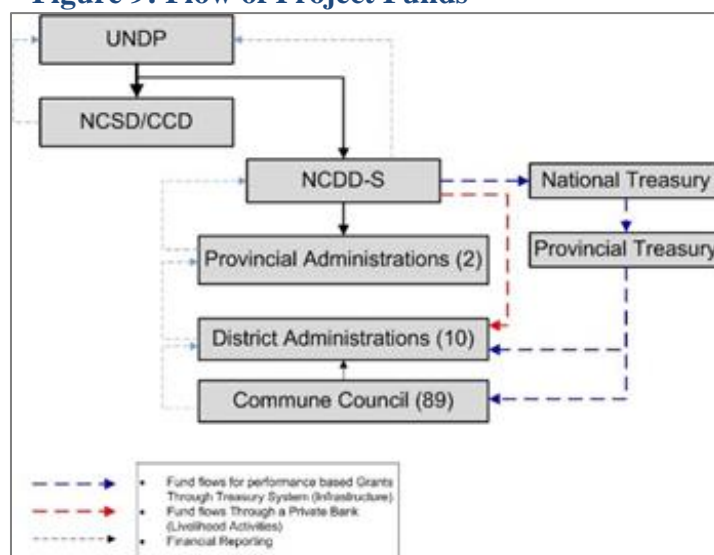 Figure 9: Flow of Project Funds
UNDP
NCSD/CCD
NCDD-S
National Treasury
Provincial Administrations (2)
Provincial Treasury
District Administrations (10)
Commune Council (89)
• Fund flows for performance based Grants
Through Treasury System (Infrastructure)
• Fund flows Through a Private Bank
(Livelihood Activities)
• Financial Reporting